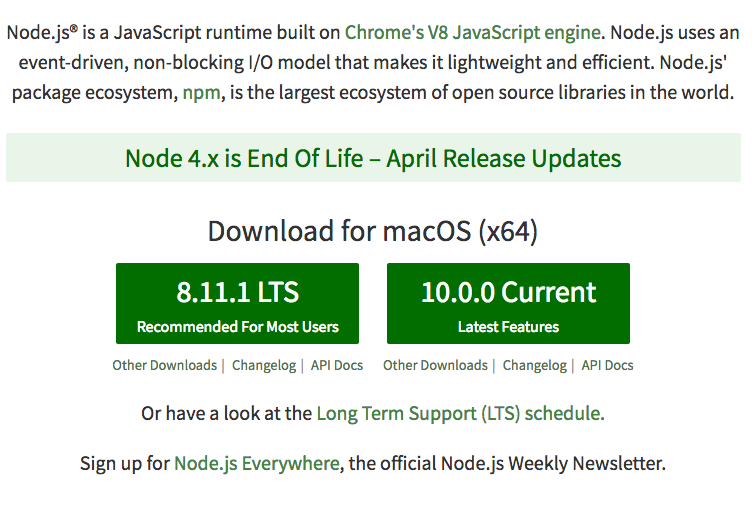 Node.js® is a JavaScript runtime built on Chrome's V8 JavaScript engine. Node.js uses an
event-driven, non-blocking I/O model that makes it lightweight and efficient. Node.js'
package ecosystem, npm, is the largest ecosystem of open source libraries in the world.
Node 4.x is End Of Life – April Release Updates
Download for macOS (x64)
8.11.1 LTS
Recommended For Most Users
10.0.0 Current
Latest Features
Other Downloads | Changelog | API Docs
Other Downloads | Changelog | API Docs
Or have a look at the Long Term Support (LTS) schedule.
Sign up for Node.js Everywhere, the official Node.js Weekly Newsletter.